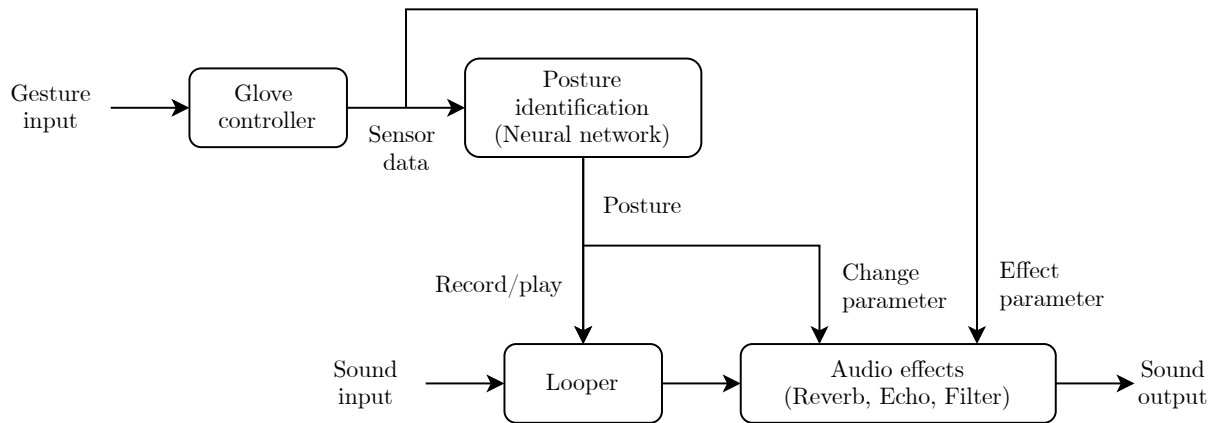 Gesture
input
Glove
controller
Sensor
data
Posture
identification
(Neural network)
Posture
Record/play
Change
parameter
Effect
parameter
Sound
input
Looper
Audio effects
(Reverb, Echo, Filter)
Sound
output